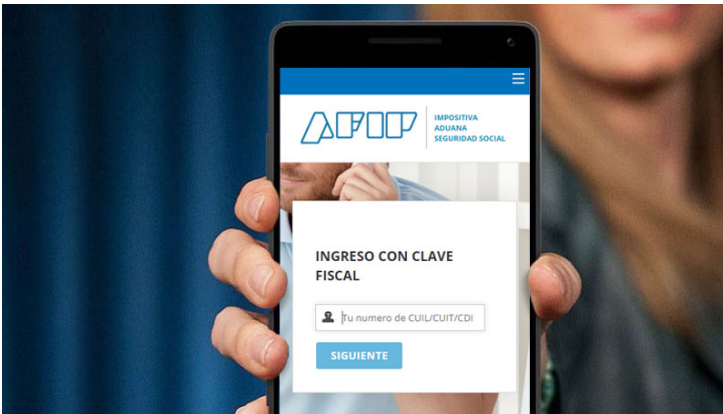 AFIP
IMPOSITIVA
ADUANA
SEGURIDAD SOCIAL
INGRESO CON CLAVE
FISCAL
Tu numero de CUIL/CUIT/CDI
SIGUIENTE